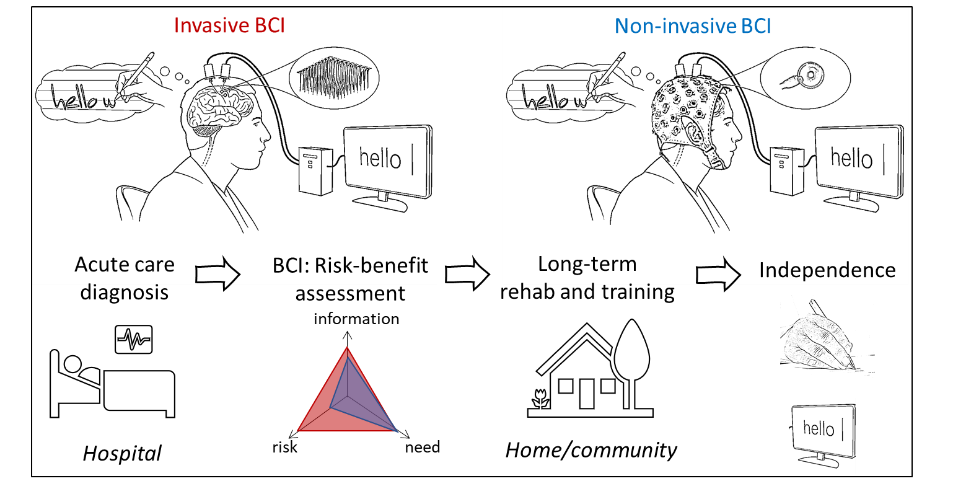 Invasive BCI
Non-invasive BCI
hello w
hello
hello w
hello
Acute care
diagnosis
BCI: Risk-benefit
assessment
Long-term
rehab and training
Independence
information
risk
need
Hospital
Home/community
hello